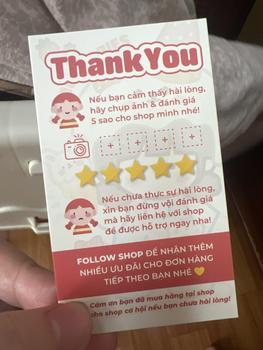 Thank You
Nếu bạn cảm thấy hài lòng,
hãy chụp ảnh & đánh giá
5 sao cho shop mình nhé!
Nếu chưa thực sự hài lòng,
xin bạn đừng vội đánh giá
mà hãy liên hệ với shop
để được hỗ trợ ngay nha!
FOLLOW SHOP ĐỂ NHẬN THÊM
NHIỀU ƯU ĐÃI CHO ĐƠN HÀNG
TIẾP THEO BẠN NHÉ
Cảm ơn bạn đã mua hàng tại shop
cho shop cơ hội nếu bạn chưa hài lòng!